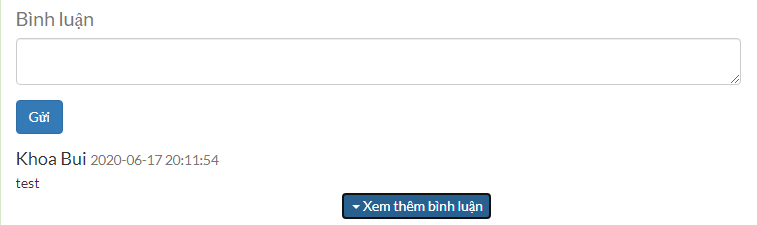 Bình luận
Gửi
Khoa Bui 2020-06-17 20:11:54
test
Xem thêm bình luận